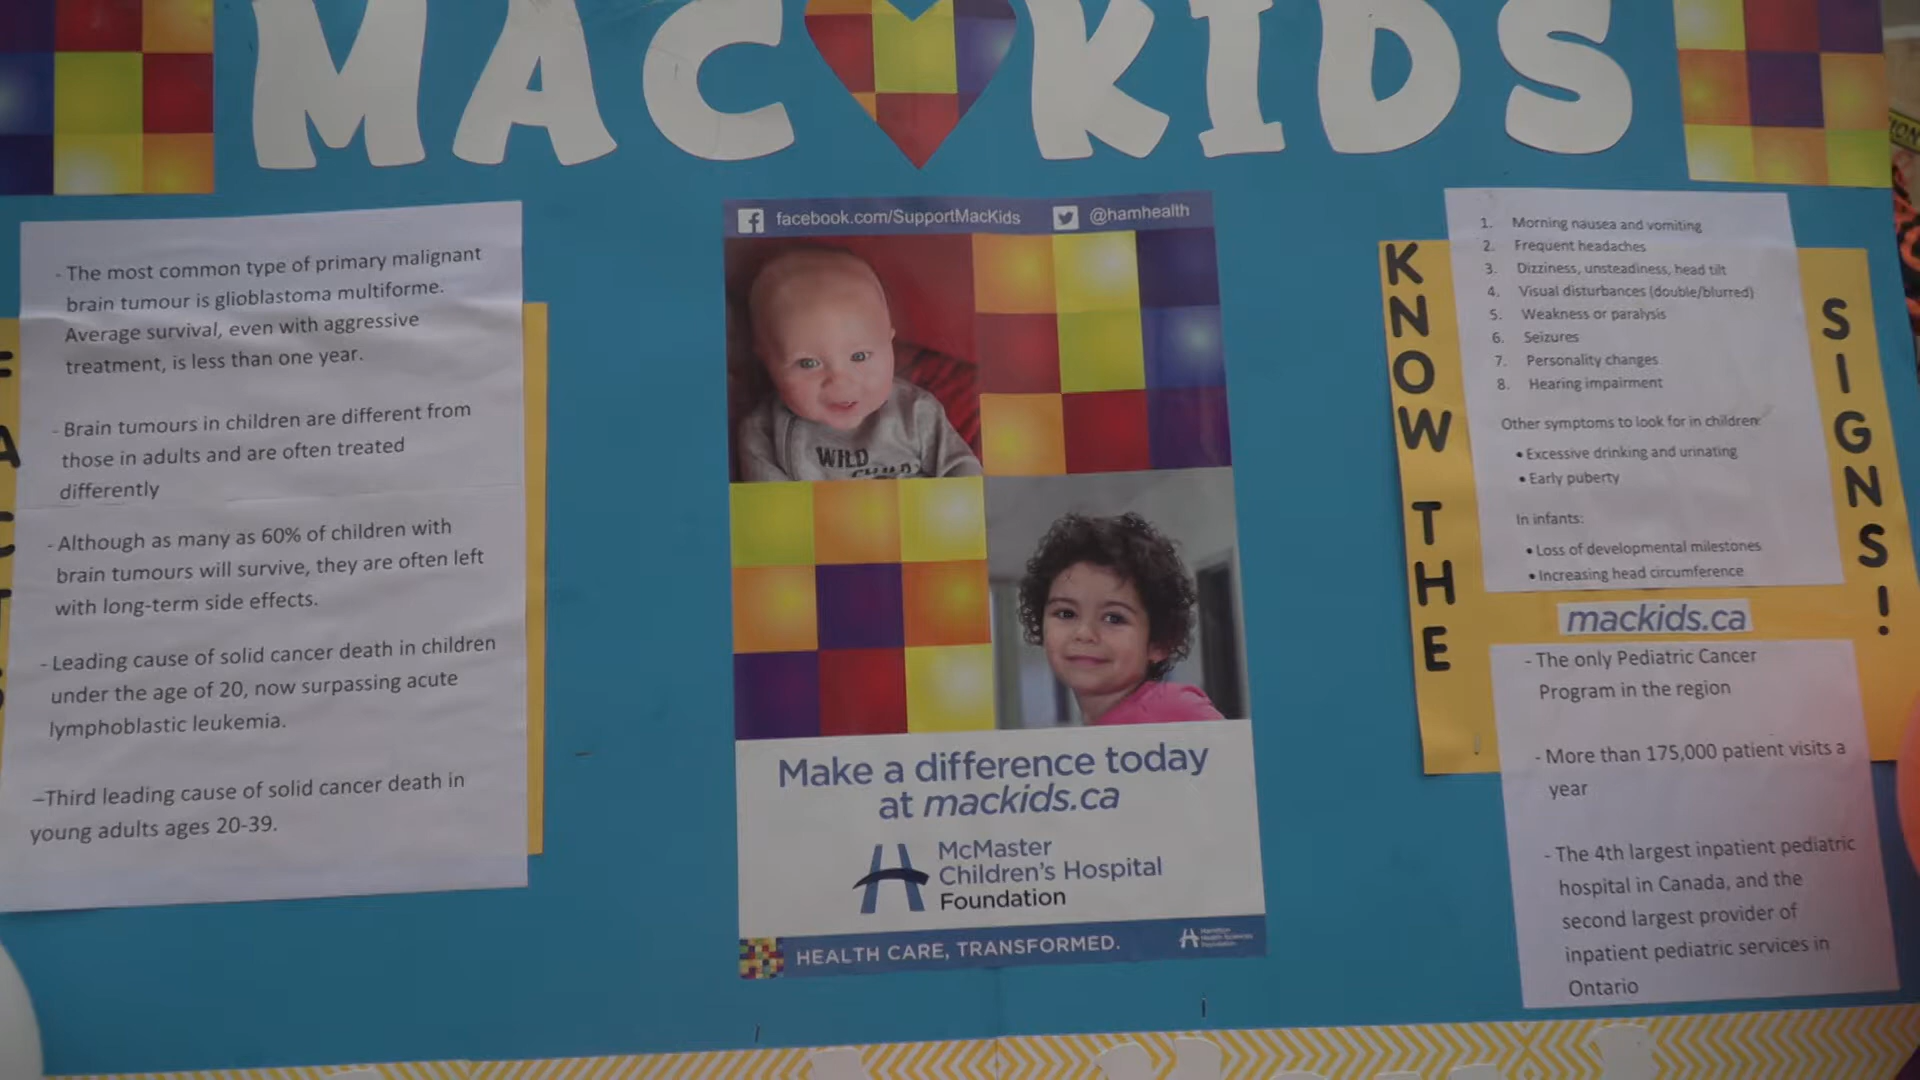 MAC KIDS
- The most common type of primary malignant
brain tumour is glioblastoma multiforme.
Average survival, even with aggressive
treatment, is less than one year.
- Brain tumours in children are different from
those in adults and are often treated
differently
- Although as many as 60% of children with
brain tumours will survive, they are often left
with long-term side effects.
- Leading cause of solid cancer death in children
under the age of 20, now surpassing acute
lymphoblastic leukemia.
–Third leading cause of solid cancer death in
young adults ages 20-39.
facebook.com/SupportMacKids @hamhealth
WILD
CHILD
Make a difference today
at mackids.ca
McMaster
Children's Hospital
Foundation
HEALTH CARE, TRANSFORMED.
KNOW THE
SIGNS!
1. Morning nausea and vomiting
2. Frequent headaches
3. Dizziness, unsteadiness, head tilt
4. Visual disturbances (double/blurred)
5. Weakness or paralysis
6. Seizures
7. Personality changes
8. Hearing impairment
Other symptoms to look for in children:
• Excessive drinking and urinating
• Early puberty
In infants:
• Loss of developmental milestones
• Increasing head circumference
mackids.ca
- The only Pediatric Cancer
Program in the region
- More than 175,000 patient visits a
year
- The 4th largest inpatient pediatric
hospital in Canada, and the
second largest provider of
inpatient pediatric services in
Ontario